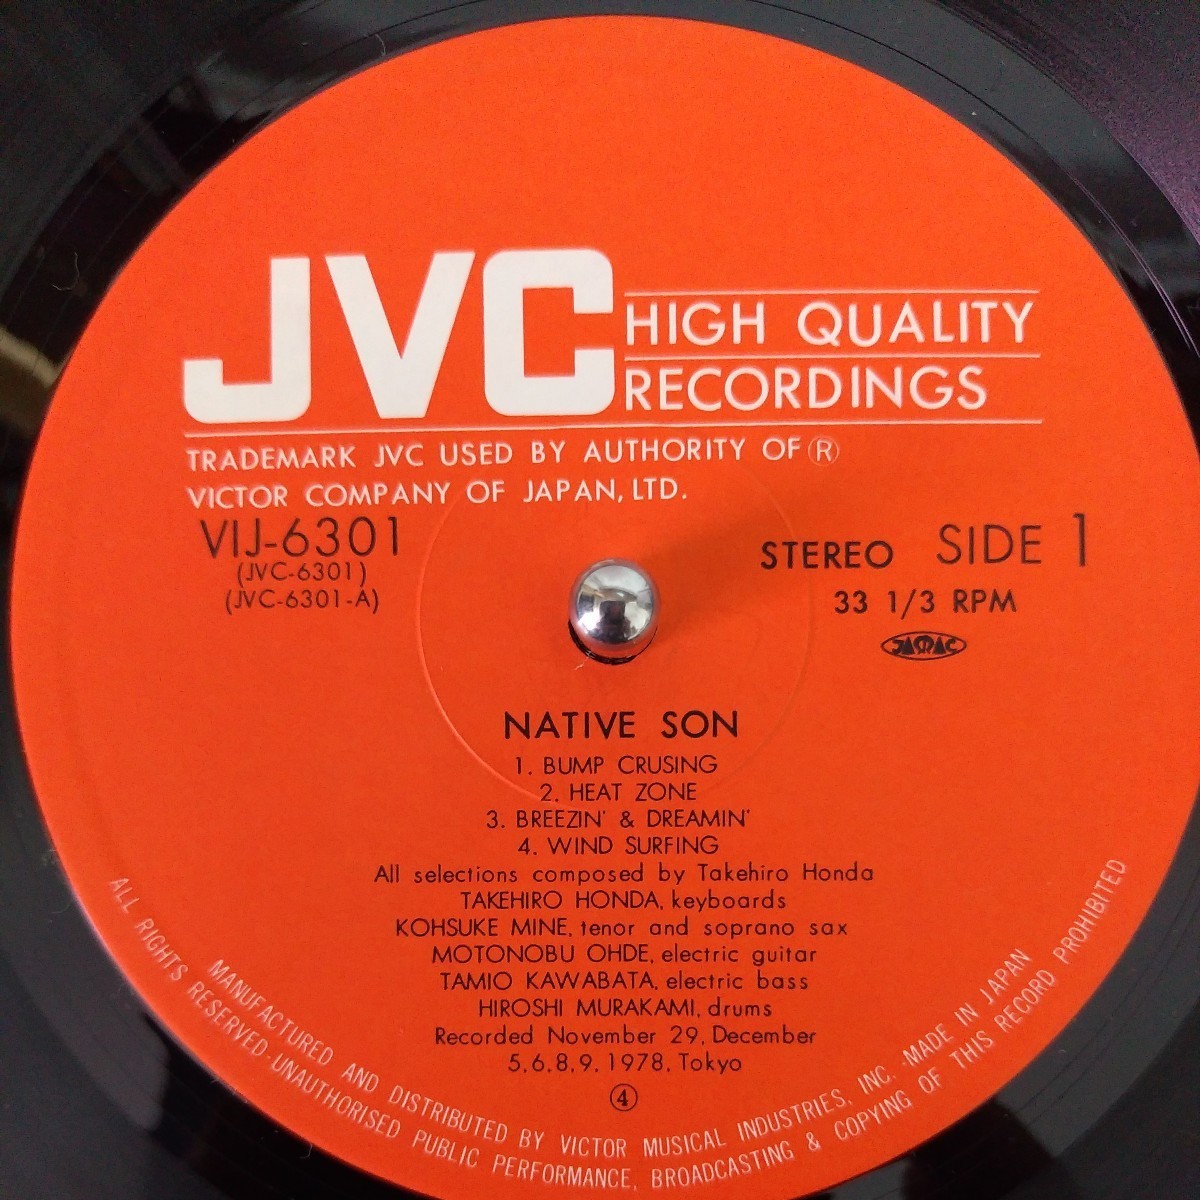 JVC HIGH QUALITY
RECORDINGS
TRADEMARK JVC USED BY AUTHORITY OF ®
VICTOR COMPANY OF JAPAN, LTD.
VIJ-6301
(JVC-6301)
(JVC-6301-A)
STEREO SIDE 1
33 1/3 RPM
JASRAC
NATIVE SON
1. BUMP CRUSING
2. HEAT ZONE
3. BREEZIN' & DREAMIN'
4. WIND SURFING
All selections composed by Takehiro Honda
TAKEHIRO HONDA, keyboards
KOHSUKE MINE, tenor and soprano sax
MOTONOBU OHDE, electric guitar
TAMIO KAWABATA, electric bass
HIROSHI MURAKAMI, drums
Recorded November 29, December
5,6,8,9, 1978, Tokyo
④
MANUFACTURED AND DISTRIBUTED BY VICTOR MUSICAL INDUSTRIES, INC. · MADE IN JAPAN
ALL RIGHTS RESERVED · UNAUTHORISED PUBLIC PERFORMANCE, BROADCASTING & COPYING OF THIS RECORD PROHIBITED